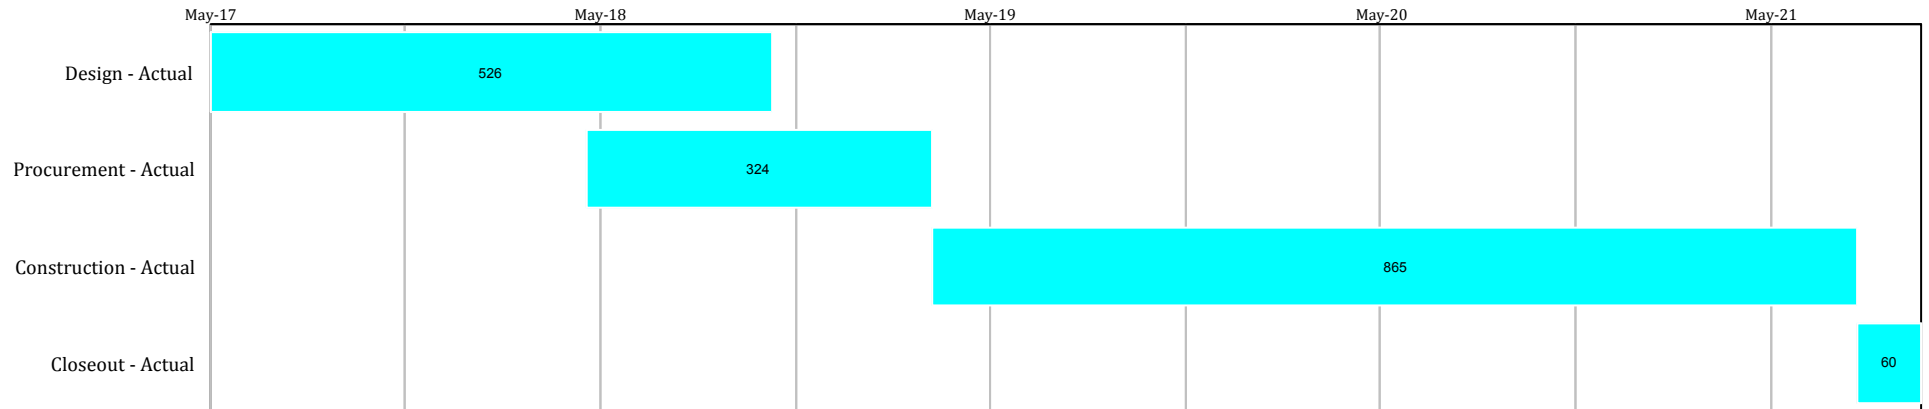 May-17 May-18 May-19 May-20 May-21
Design - Actual 526
Procurement - Actual 324
Construction - Actual 865
Closeout - Actual 60